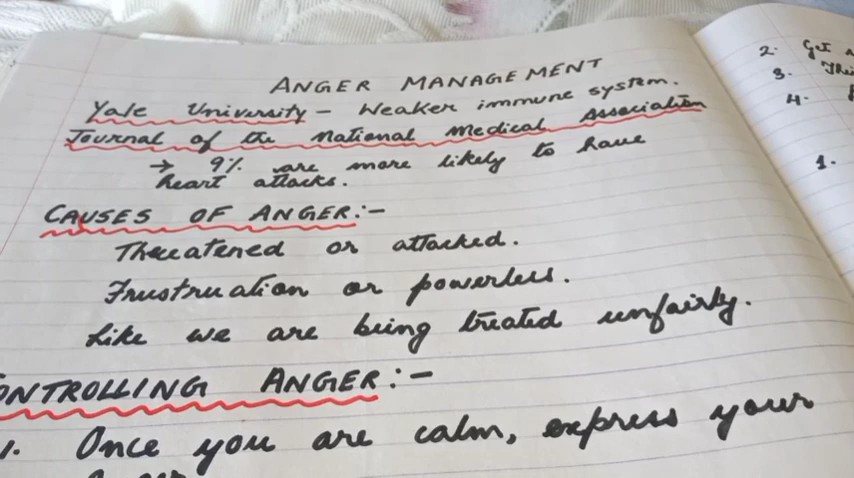 ANGER MANAGEMENT
Yale University - Weaker immune system.
Journal of the National Medical Association
→ 9% are more likely to have
heart attacks.
CAUSES OF ANGER:-
Threatened or attacked.
Frustruation or powerless.
Like we are being treated unfairly.
ONTROLLING ANGER:-
1. Once you are calm, express your
2. Get
3.
4.
1.